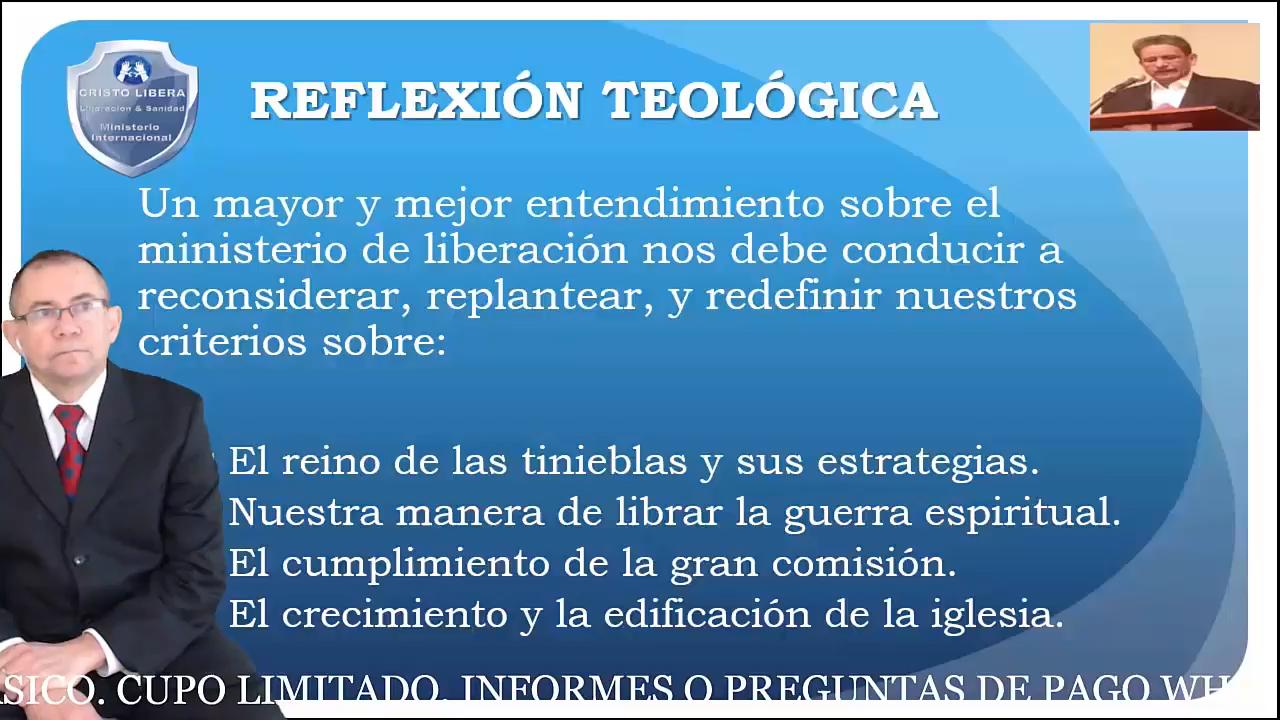 REFLEXIÓN TEOLÓGICA
CRISTO LIBERA
Liberación & Sanidad
Ministerio
Internacional
Un mayor y mejor entendimiento sobre el
ministerio de liberación nos debe conducir a
reconsiderar, replantear, y redefinir nuestros
criterios sobre:
El reino de las tinieblas y sus estrategias.
Nuestra manera de librar la guerra espiritual.
El cumplimiento de la gran comisión.
El crecimiento y la edificación de la iglesia.
CUPO LIMITADO. INFORMES O PREGUNTAS DE PAGO